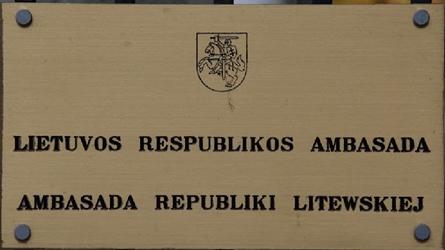 LIETUVOS RESPUBLIKOS AMBASADA
AMBASADA REPUBLIKI LITEWSKIEJ